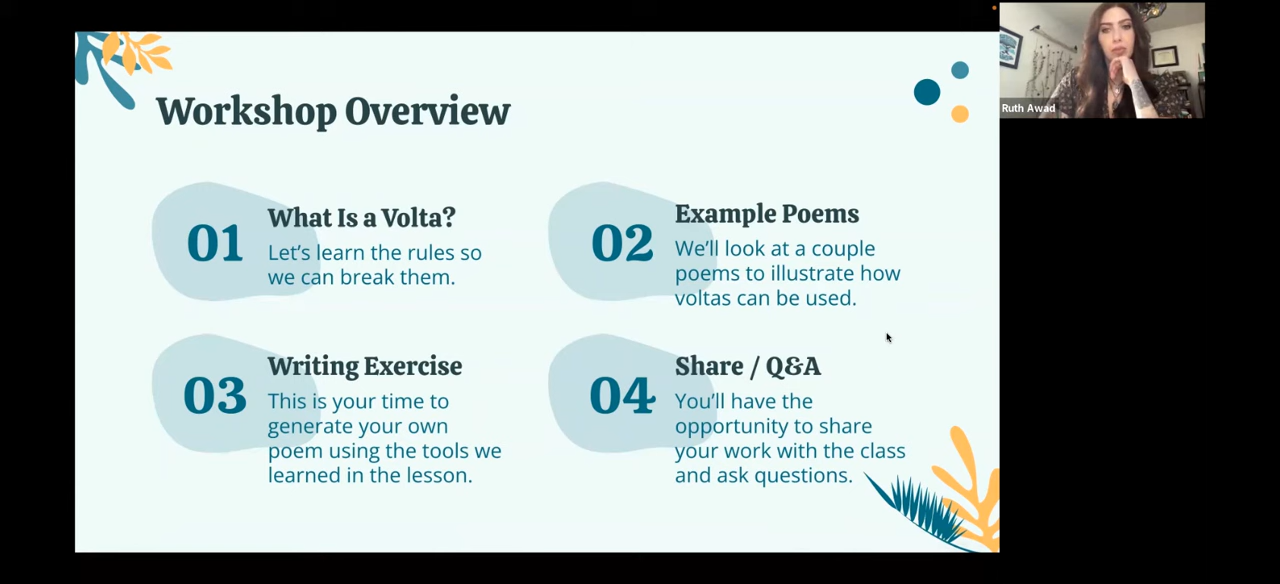 Workshop Overview
01
What Is a Volta?
Let's learn the rules so
we can break them.
02
Example Poems
We'll look at a couple
poems to illustrate how
voltas can be used.
03
Writing Exercise
This is your time to
generate your own
poem using the tools we
learned in the lesson.
04
Share / Q&A
You'll have the
opportunity to share
your work with the class
and ask questions.
Ruth Awad